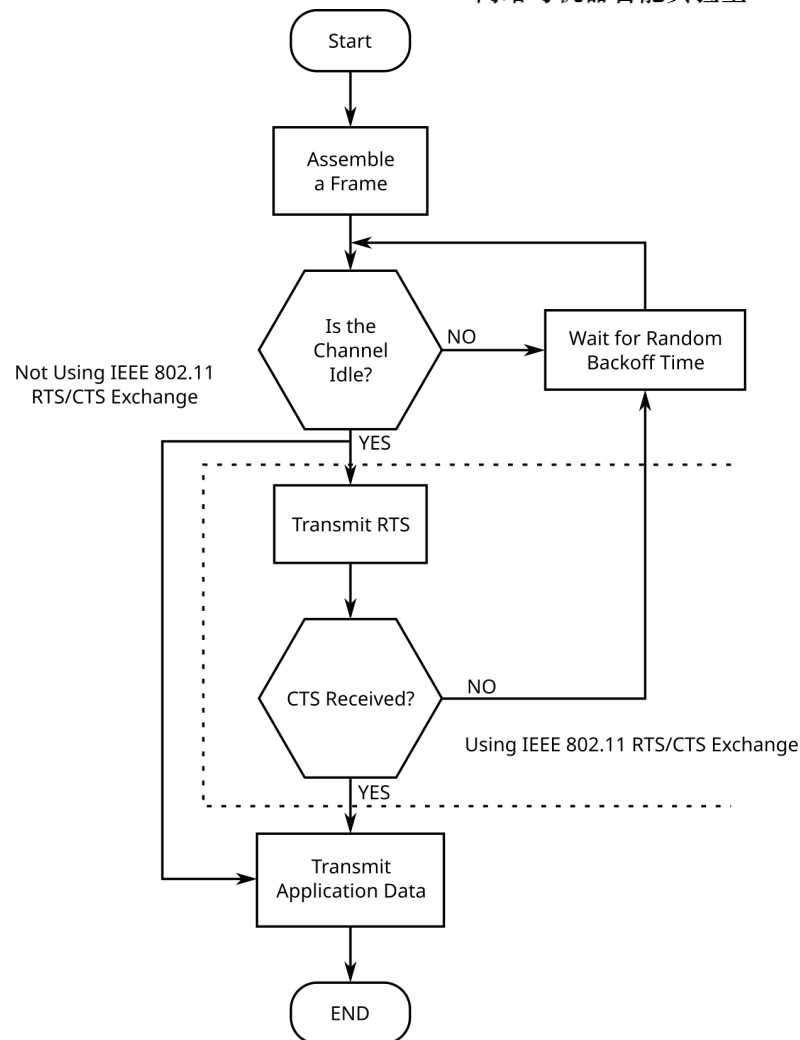 Start
Assemble
a Frame
Is the
Channel
Idle?
NO
Wait for Random
Backoff Time
Not Using IEEE 802.11
RTS/CTS Exchange
YES
Transmit RTS
CTS Received?
NO
Using IEEE 802.11 RTS/CTS Exchange
YES
Transmit
Application Data
END